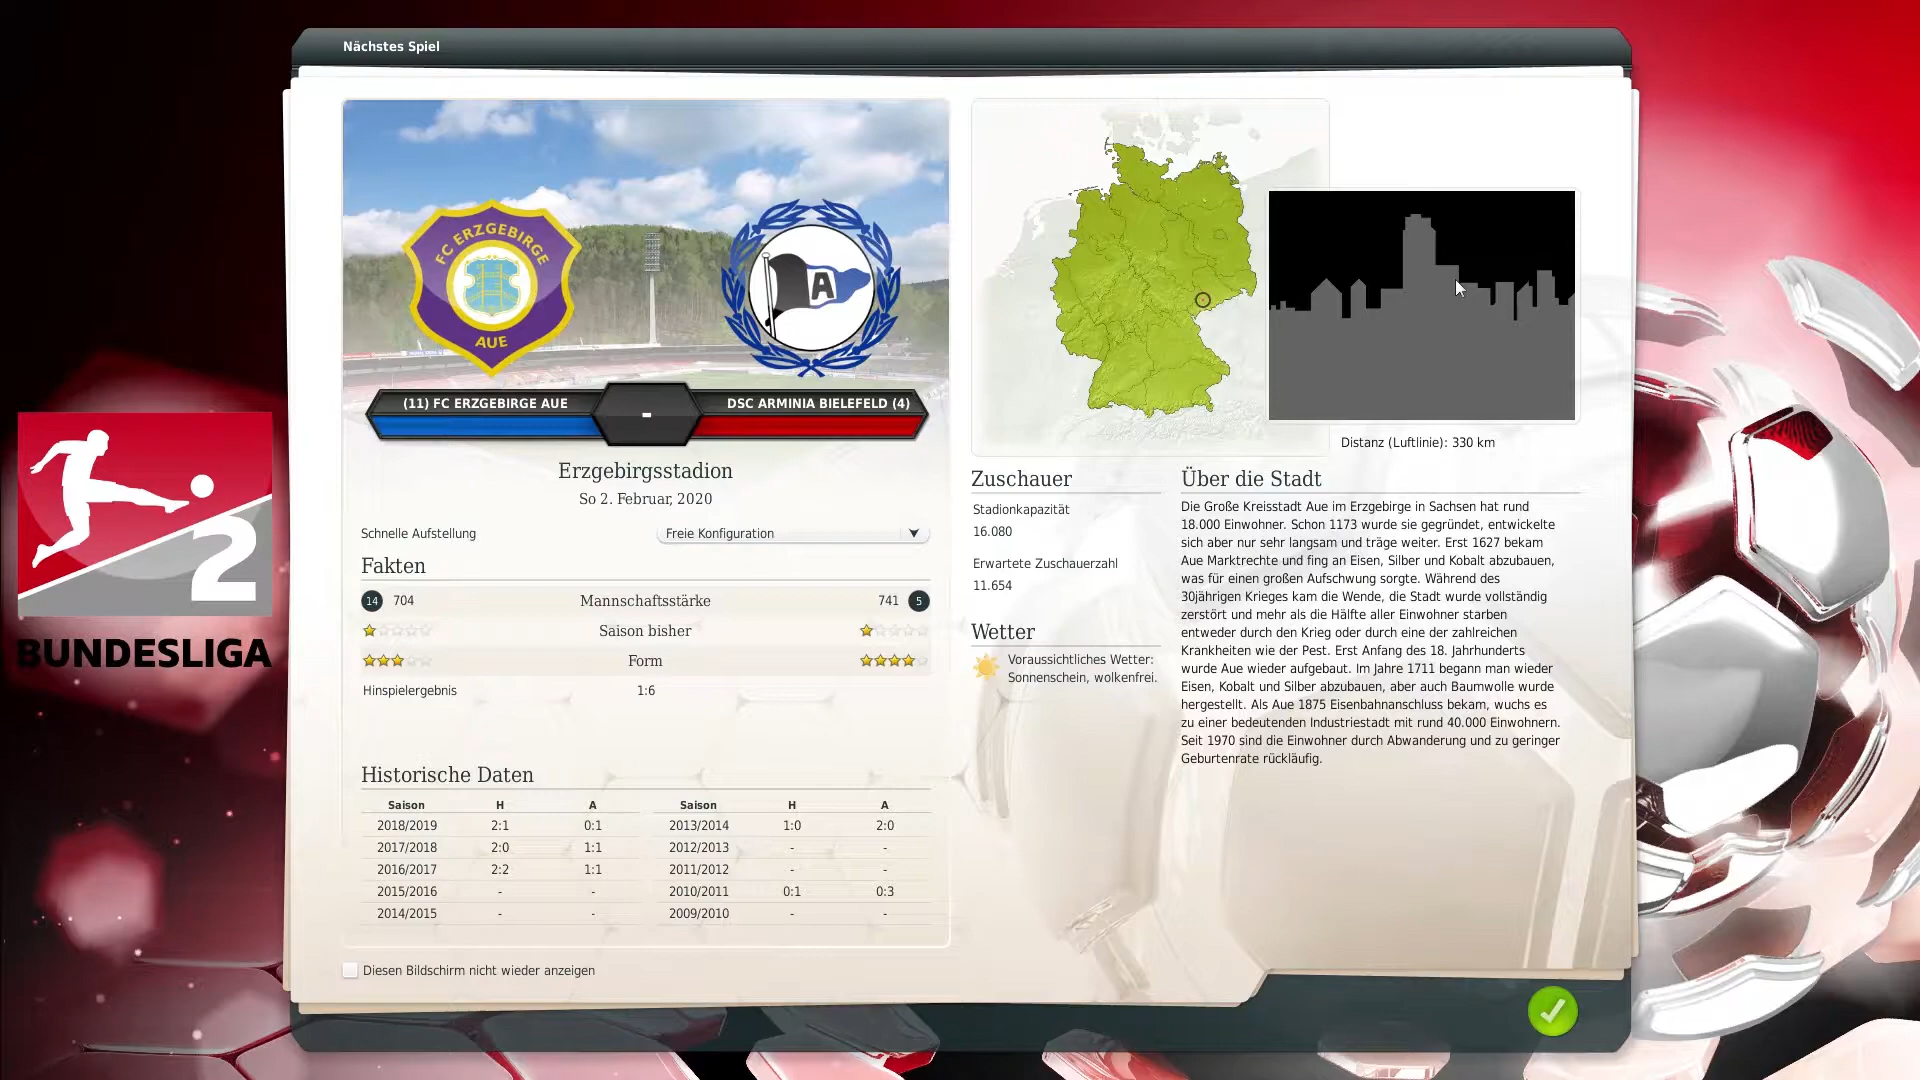 Nächstes Spiel
FC ERZGEBIRGE
AUE
A
(11) FC ERZGEBIRGE AUE - DSC ARMINIA BIELEFELD (4)
Erzgebirgsstadion
So 2. Februar, 2020
Schnelle Aufstellung Freie Konfiguration
Fakten
14 704 Mannschaftsstärke 741 5
Saison bisher
Form
Hinspielergebnis 1:6
Historische Daten
Saison H A Saison H A
2018/2019 2:1 0:1 2013/2014 1:0 2:0
2017/2018 2:0 1:1 2012/2013 - -
2016/2017 2:2 1:1 2011/2012 - -
2015/2016 - - 2010/2011 0:1 0:3
2014/2015 - - 2009/2010 - -
Diesen Bildschirm nicht wieder anzeigen
Distanz (Luftlinie): 330 km
Zuschauer
Stadionkapazität
16.080
Erwartete Zuschauerzahl
11.654
Wetter
Voraussichtliches Wetter:
Sonnenschein, wolkenfrei.
Über die Stadt
Die Große Kreisstadt Aue im Erzgebirge in Sachsen hat rund
18.000 Einwohner. Schon 1173 wurde sie gegründet, entwickelte
sich aber nur sehr langsam und träge weiter. Erst 1627 bekam
Aue Marktrechte und fing an Eisen, Silber und Kobalt abzubauen,
was für einen großen Aufschwung sorgte. Während des
30jährigen Krieges kam die Wende, die Stadt wurde vollständig
zerstört und mehr als die Hälfte aller Einwohner starben
entweder durch den Krieg oder durch eine der zahlreichen
Krankheiten wie der Pest. Erst Anfang des 18. Jahrhunderts
wurde Aue wieder aufgebaut. Im Jahre 1711 begann man wieder
Eisen, Kobalt und Silber abzubauen, aber auch Baumwolle wurde
hergestellt. Als Aue 1875 Eisenbahnanschluss bekam, wuchs es
zu einer bedeutenden Industriestadt mit rund 40.000 Einwohnern.
Seit 1970 sind die Einwohner durch Abwanderung und zu geringer
Geburtenrate rückläufig.
2
BUNDESLIGA